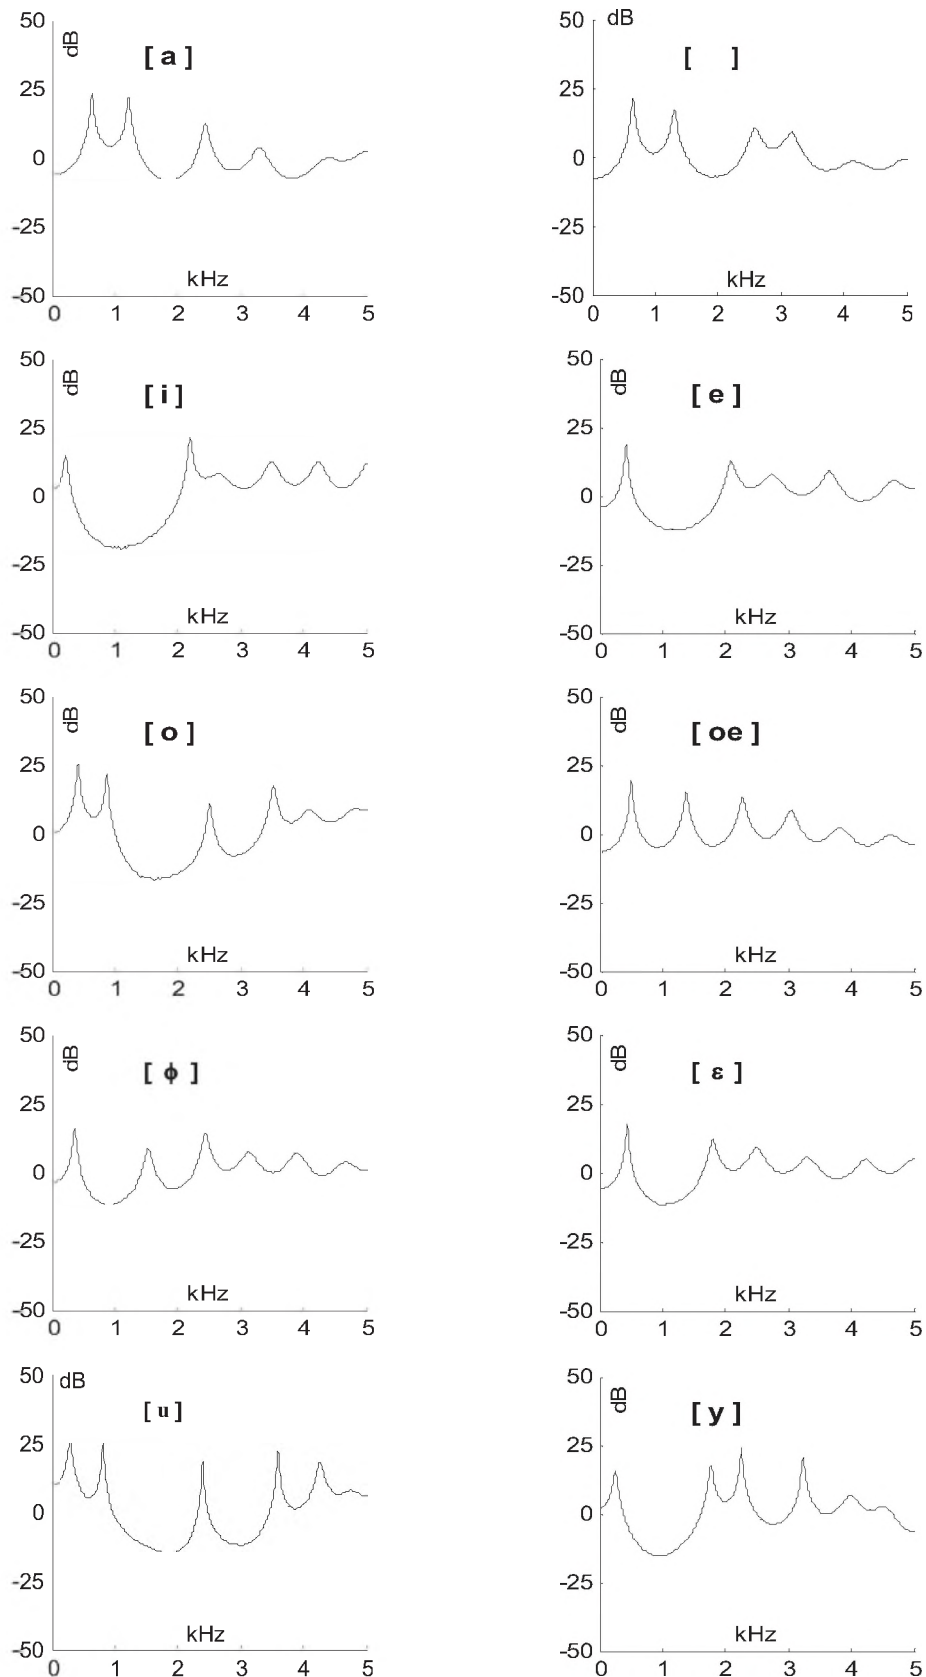 50 dB [ a ]
25
0
-25
kHz
-50
0 1 2 3 4 5
50 dB [ ]
25
0
-25
kHz
-50
0 1 2 3 4 5
50 dB [ i ]
25
0
-25
kHz
-50
0 1 2 3 4 5
50 dB [ e ]
25
0
-25
kHz
-50
0 1 2 3 4 5
50 dB [ o ]
25
0
-25
kHz
-50
0 1 2 3 4 5
50 dB [ oe ]
25
0
-25
kHz
-50
0 1 2 3 4 5
50 dB [ ϕ ]
25
0
-25
kHz
-50
0 1 2 3 4 5
50 dB [ ε ]
25
0
-25
kHz
-50
0 1 2 3 4 5
50 dB [ u ]
25
0
-25
kHz
-50
0 1 2 3 4 5
50 dB [ y ]
25
0
-25
kHz
-50
0 1 2 3 4 5